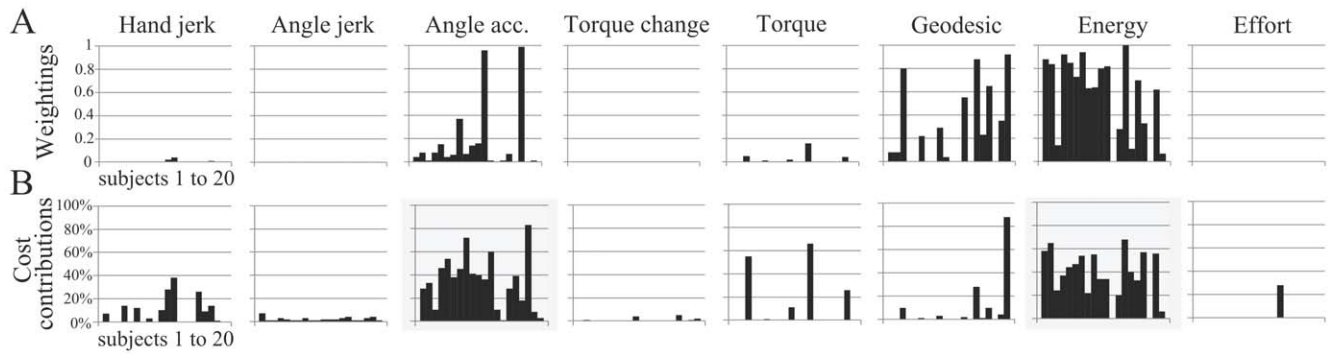 A
Hand jerk Angle jerk Angle acc. Torque change Torque Geodesic Energy Effort
Weightings
1
0.8
0.6
0.4
0.2
0
subjects 1 to 20
B
Cost
contributions
100%
80%
60%
40%
20%
0%
subjects 1 to 20